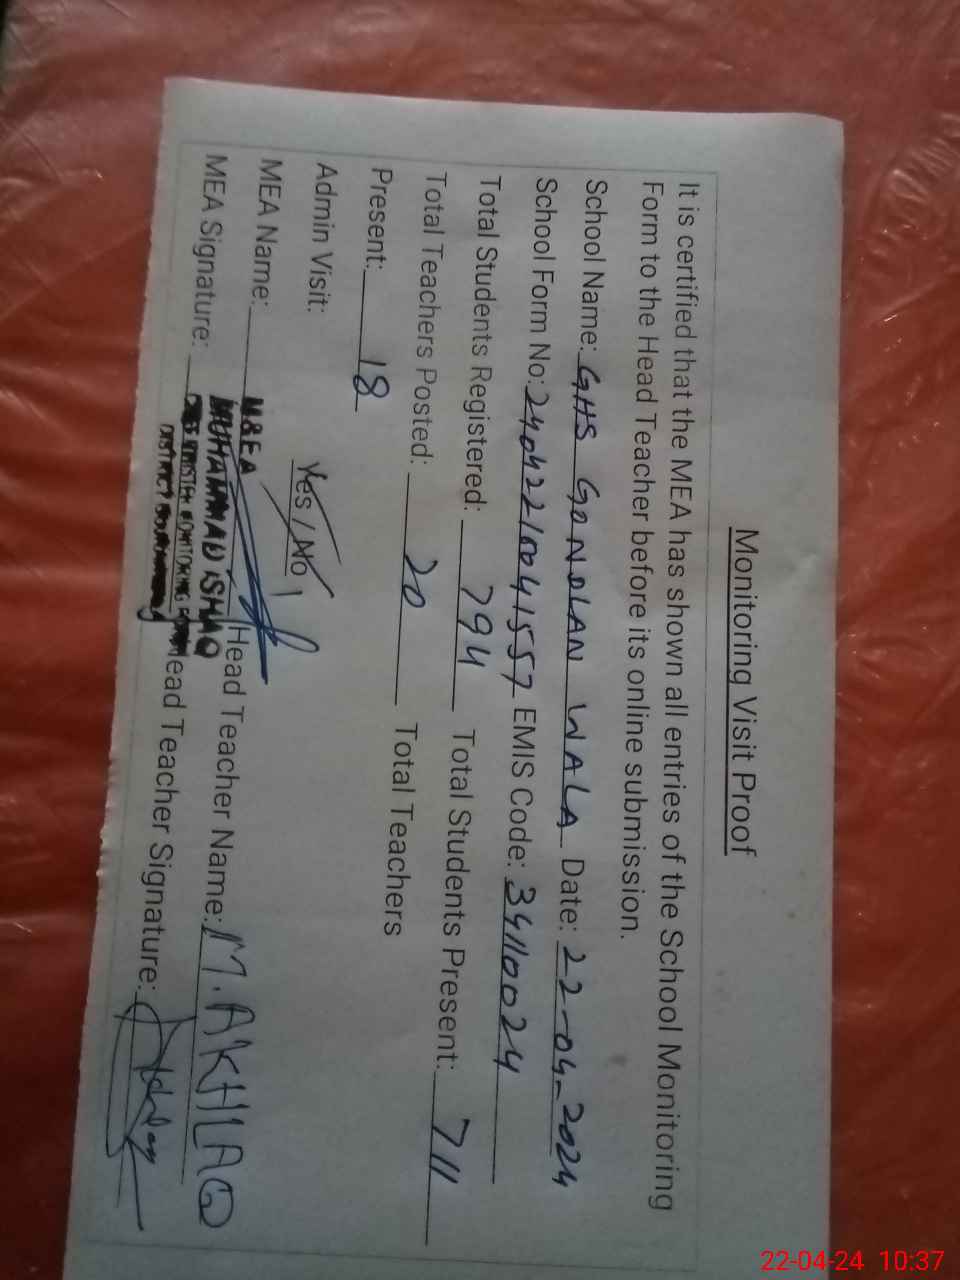 Monitoring Visit Proof
It is certified that the MEA has shown all entries of the School Monitoring
Form to the Head Teacher before its online submission.
School Name: GHS GONDLAN WALA Date: 22-04-2024
School Form No: 24042210041557 EMIS Code: 34110024
Total Students Registered: 794 Total Students Present: 711
Total Teachers Posted: 20 Total Teachers
Present: 18
Admin Visit: Yes / No
MEA Name: M&EA Head Teacher Name: M. AKHLAQ
MUHAMMAD ISHAQ
MEA Signature: Head Teacher Signature:
DISTRICT
22-04-24 10:37